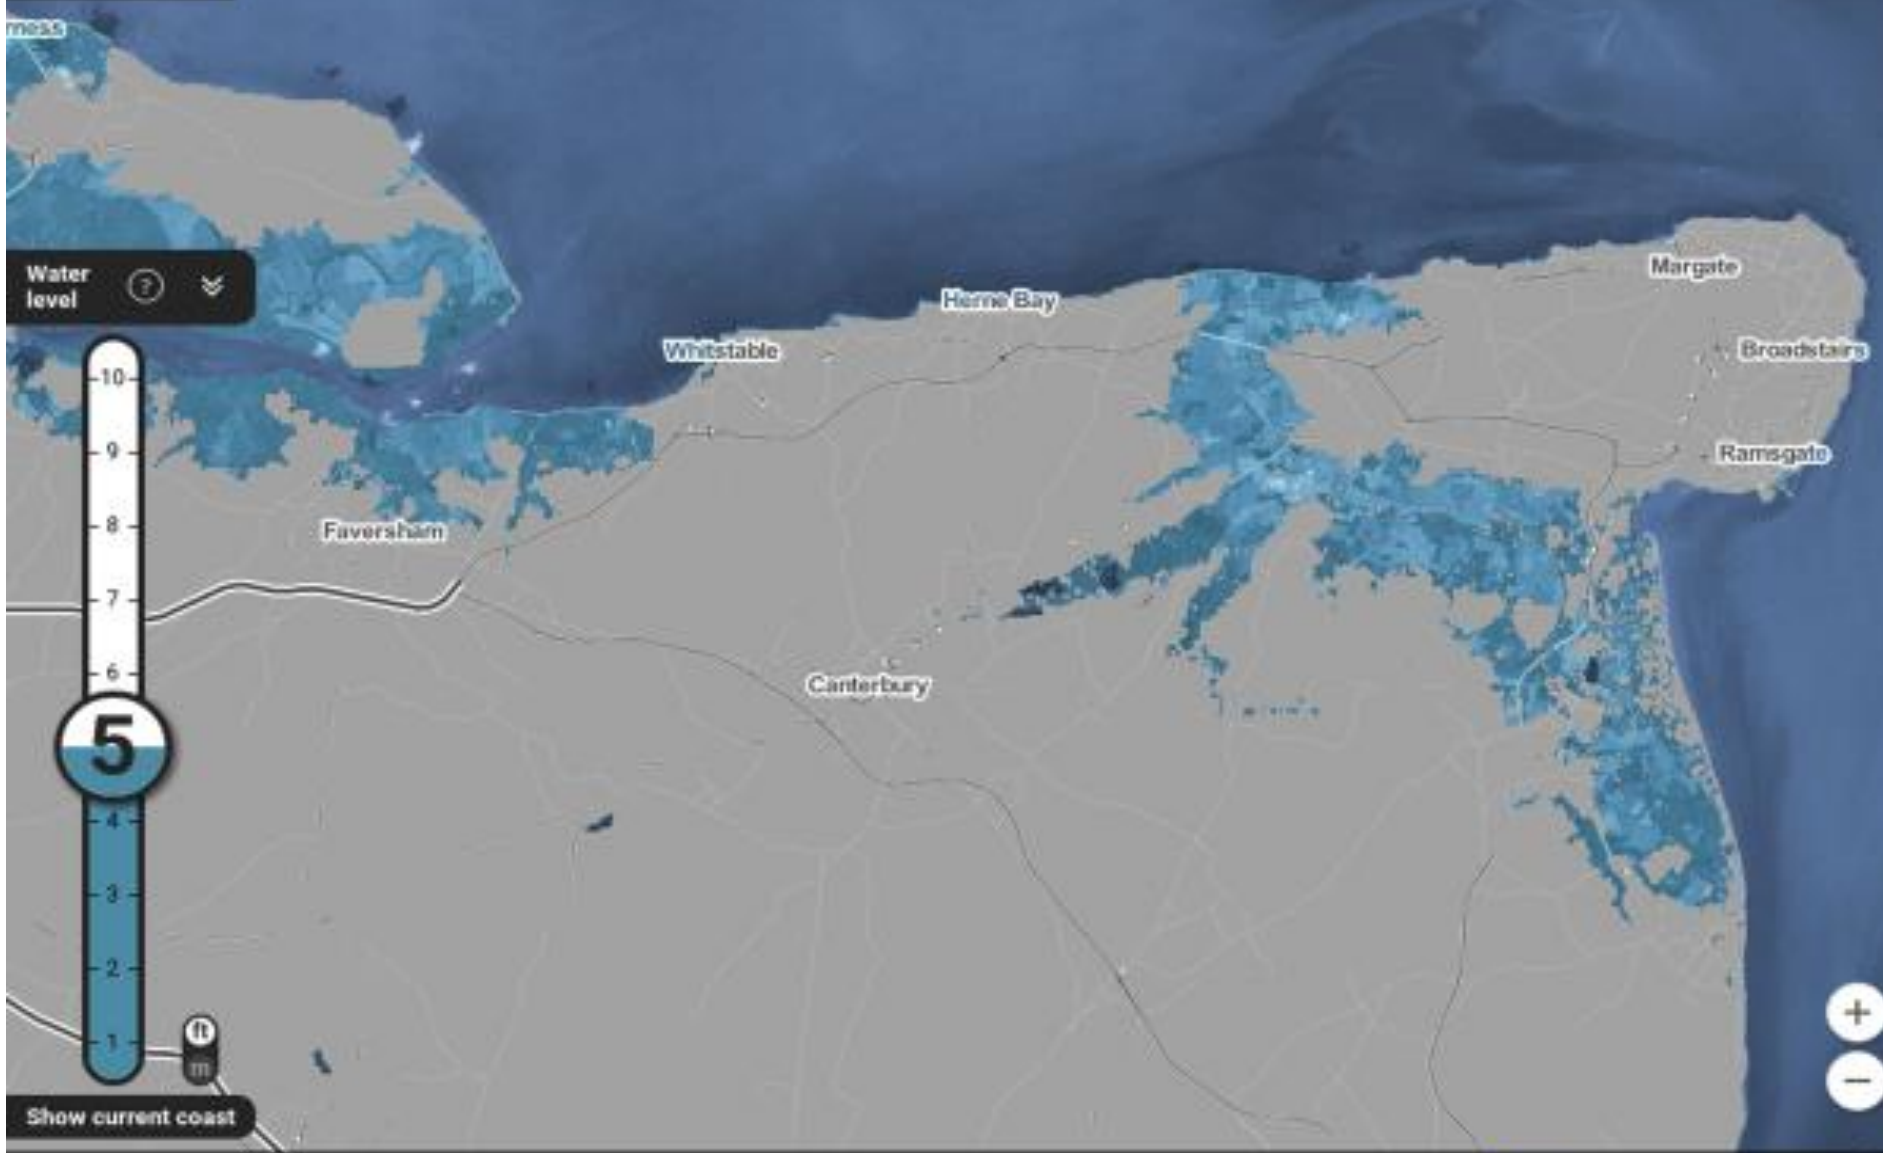 rness
Margate
Water
level
?
Herne Bay
Whitstable
Broadstairs
10
9
Ramsgate
8
Faversham
7
6
Canterbury
5
4
3
2
1
ft
m
+
−
Show current coast